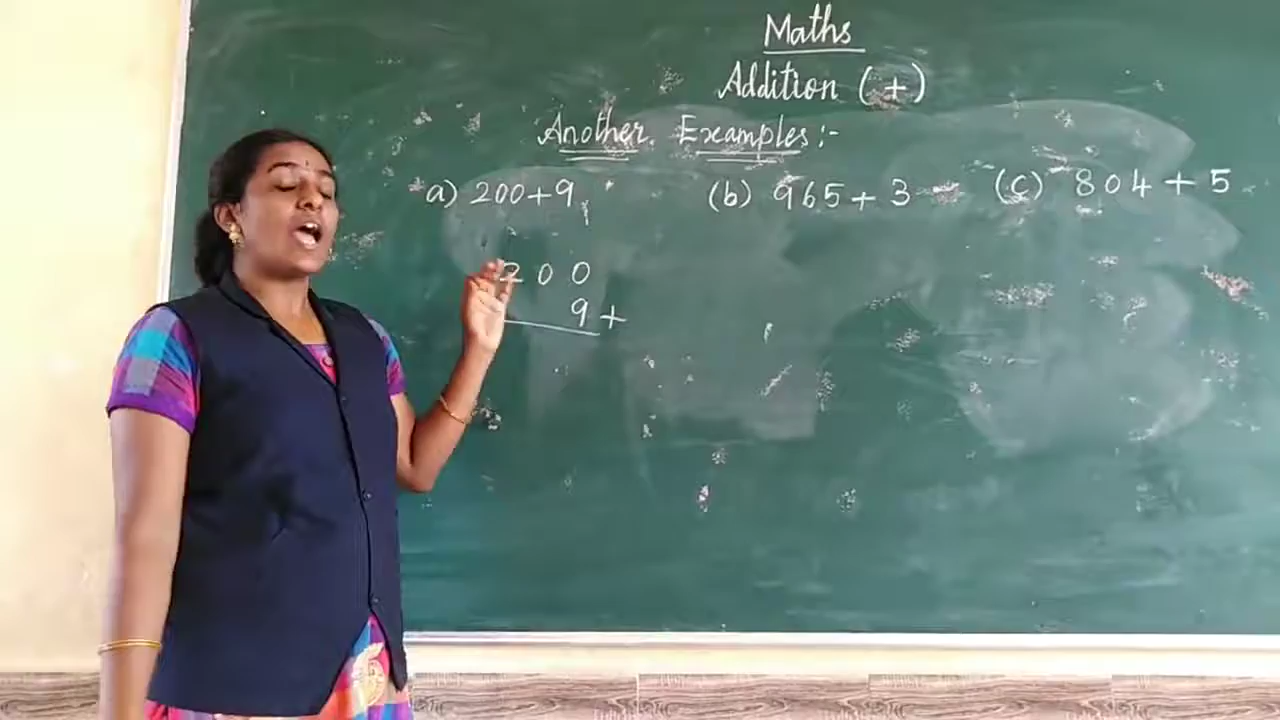 Maths
Addition (+)
Another Examples:-
a) 200+9 (b) 965+3 (c) 804+5
200
9+